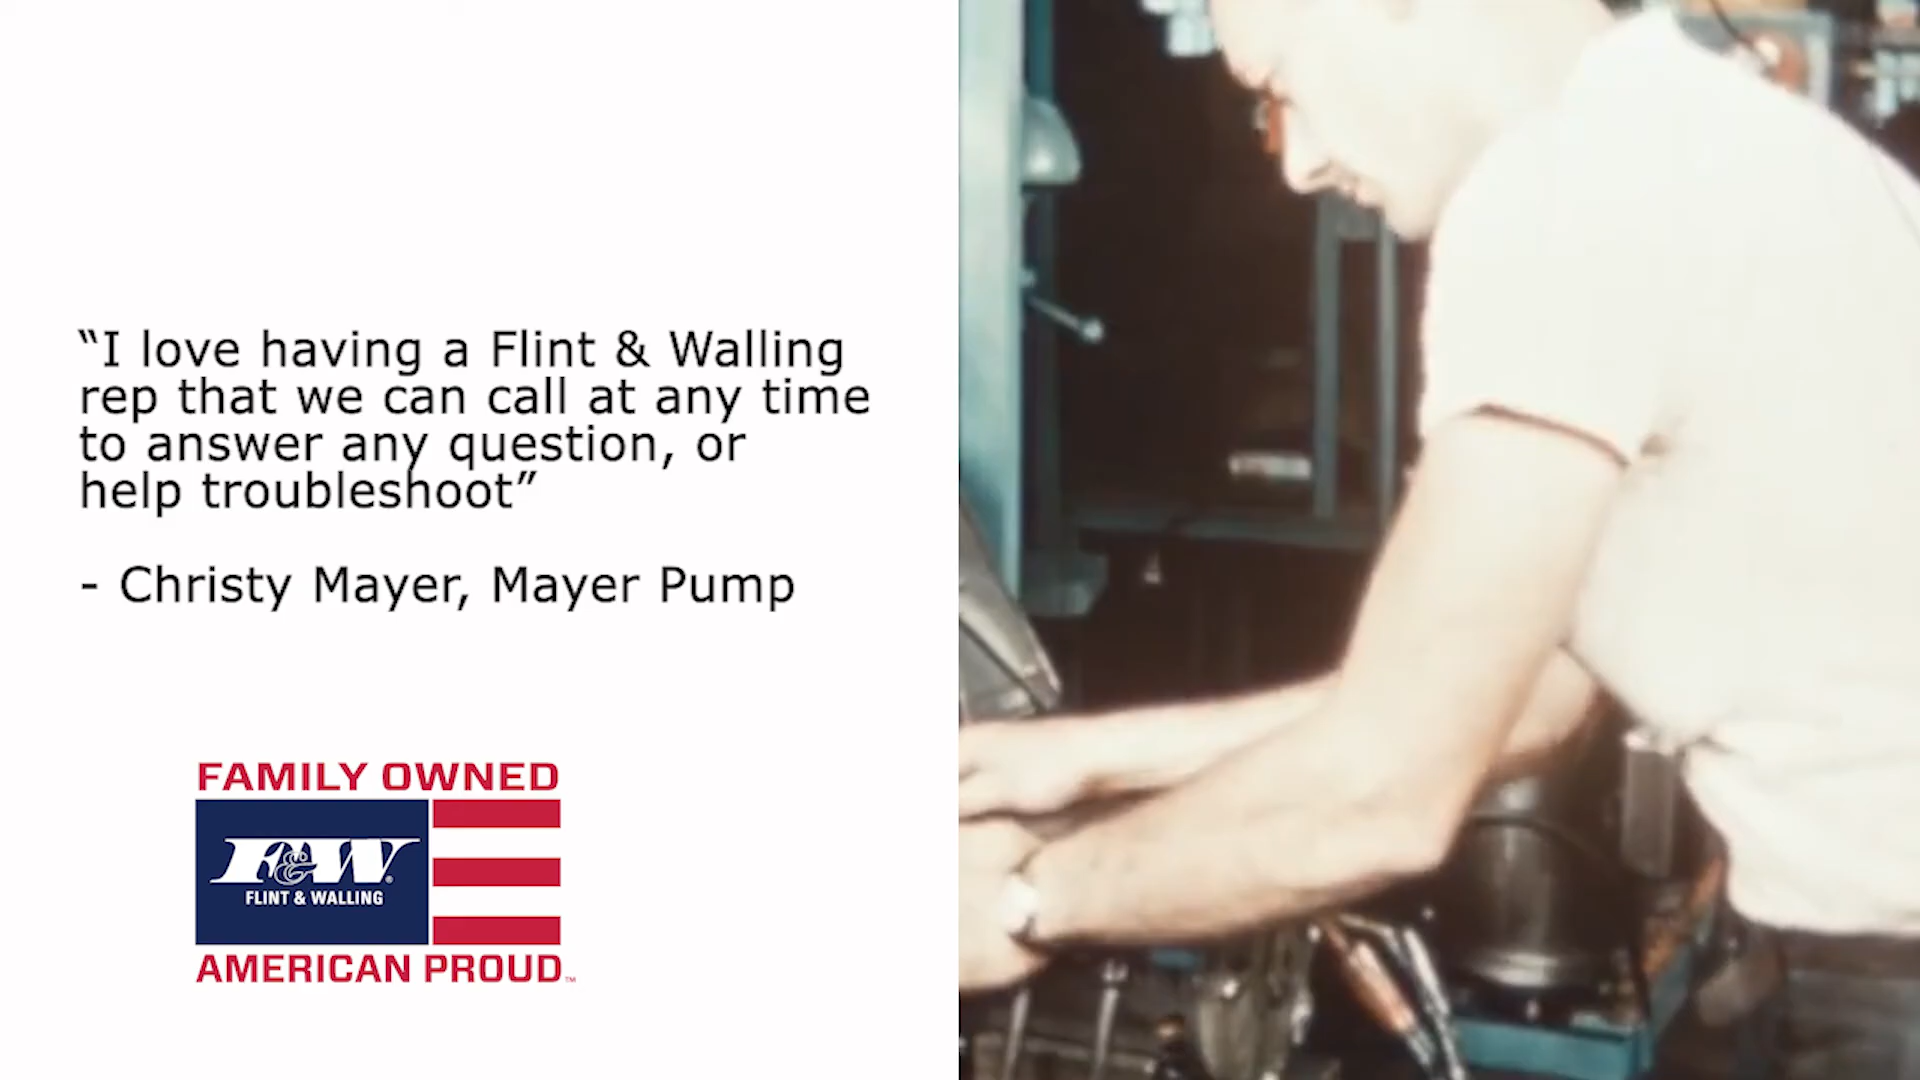 “I love having a Flint & Walling
rep that we can call at any time
to answer any question, or
help troubleshoot”
- Christy Mayer, Mayer Pump
FAMILY OWNED
F&W®
FLINT & WALLING
AMERICAN PROUD™